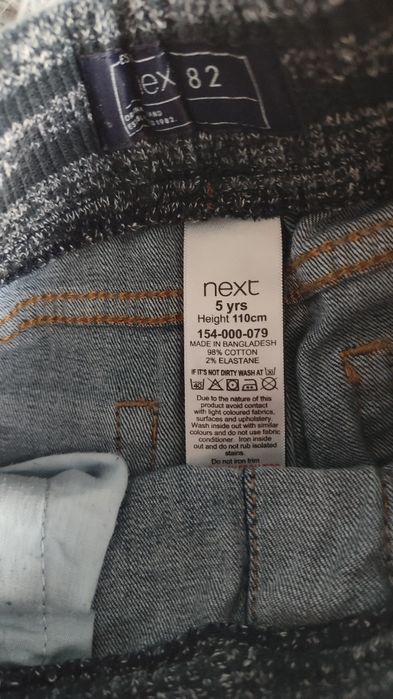 ex 82
next
5 yrs
Height 110cm
154-000-079
MADE IN BANGLADESH
98% COTTON
2% ELASTANE
IF IT'S NOT DIRTY WASH AT 30
40
Due to the nature of this
product avoid contact
with light coloured fabrics,
surfaces and upholstery.
Wash inside out with similar
colours and do not use fabric
conditioner Iron inside
out and do not rub isolated
stains.
Do not iron trim